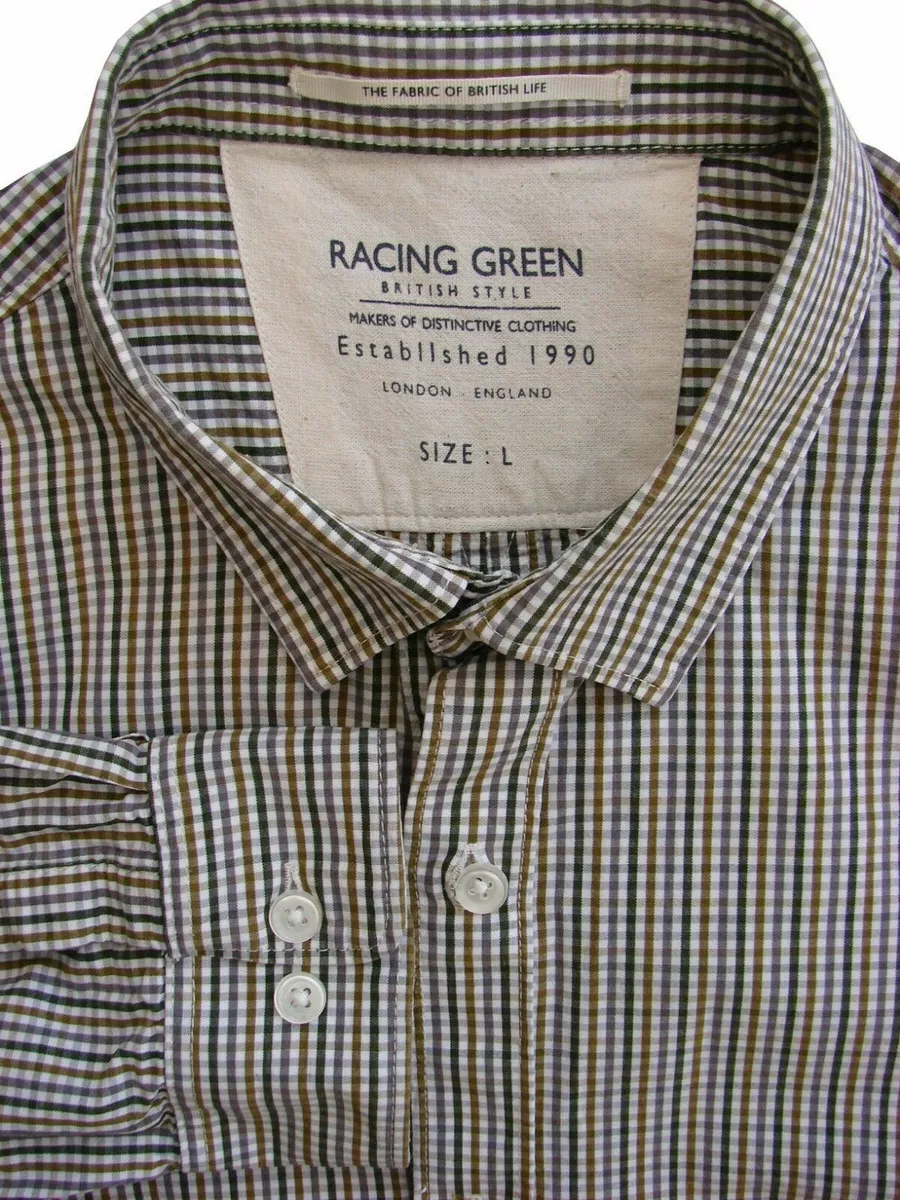 THE FABRIC OF BRITISH LIFE
RACING GREEN
BRITISH STYLE
MAKERS OF DISTINCTIVE CLOTHING
Established 1990
LONDON - ENGLAND
SIZE : L